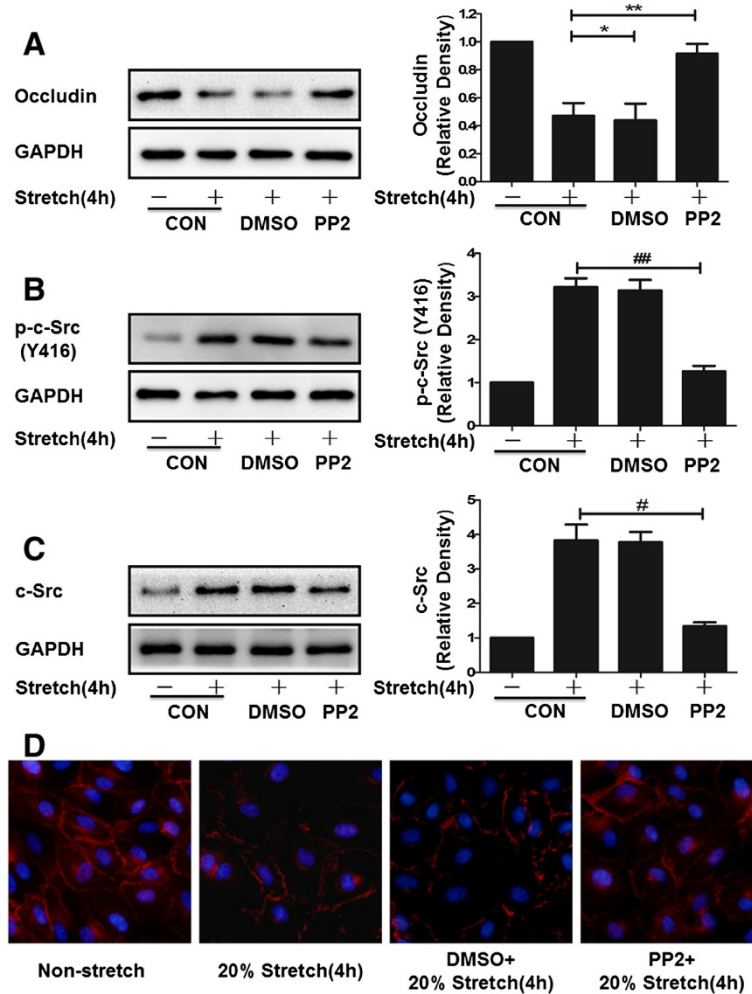 A
Occludin
GAPDH
Stretch(4h) − + + +
CON DMSO PP2
Occludin
(Relative Density)
1.2
1.0
0.8
0.6
0.4
0.2
0.0
**
*
− + + +
Stretch(4h)
CON DMSO PP2
B
p-c-Src
(Y416)
GAPDH
Stretch(4h) − + + +
CON DMSO PP2
p-c-Src (Y416)
(Relative Density)
4
3
2
1
0
##
Stretch(4h) − + + +
CON DMSO PP2
C
c-Src
GAPDH
Stretch(4h) − + + +
CON DMSO PP2
c-Src
(Relative Density)
5
4
3
2
1
0
#
Stretch(4h) − + + +
CON DMSO PP2
D
Non-stretch
20% Stretch(4h)
DMSO+
20% Stretch(4h)
PP2+
20% Stretch(4h)